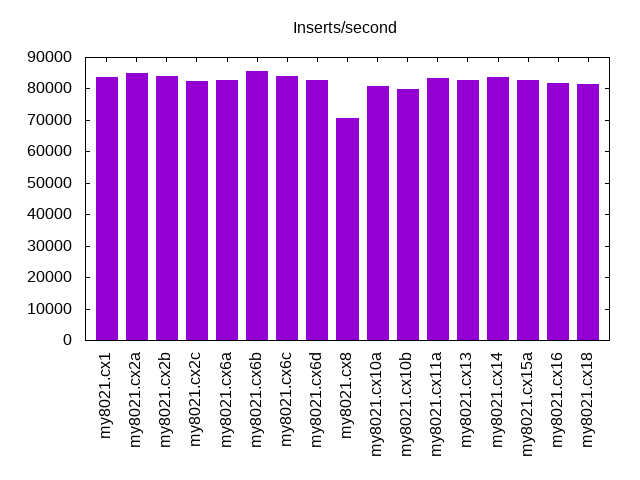 Inserts/second
90000
80000
70000
60000
50000
40000
30000
20000
10000
0
my8021.cx1
my8021.cx2a
my8021.cx2b
my8021.cx2c
my8021.cx6a
my8021.cx6b
my8021.cx6c
my8021.cx6d
my8021.cx8
my8021.cx10a
my8021.cx10b
my8021.cx11a
my8021.cx13
my8021.cx14
my8021.cx15a
my8021.cx16
my8021.cx18